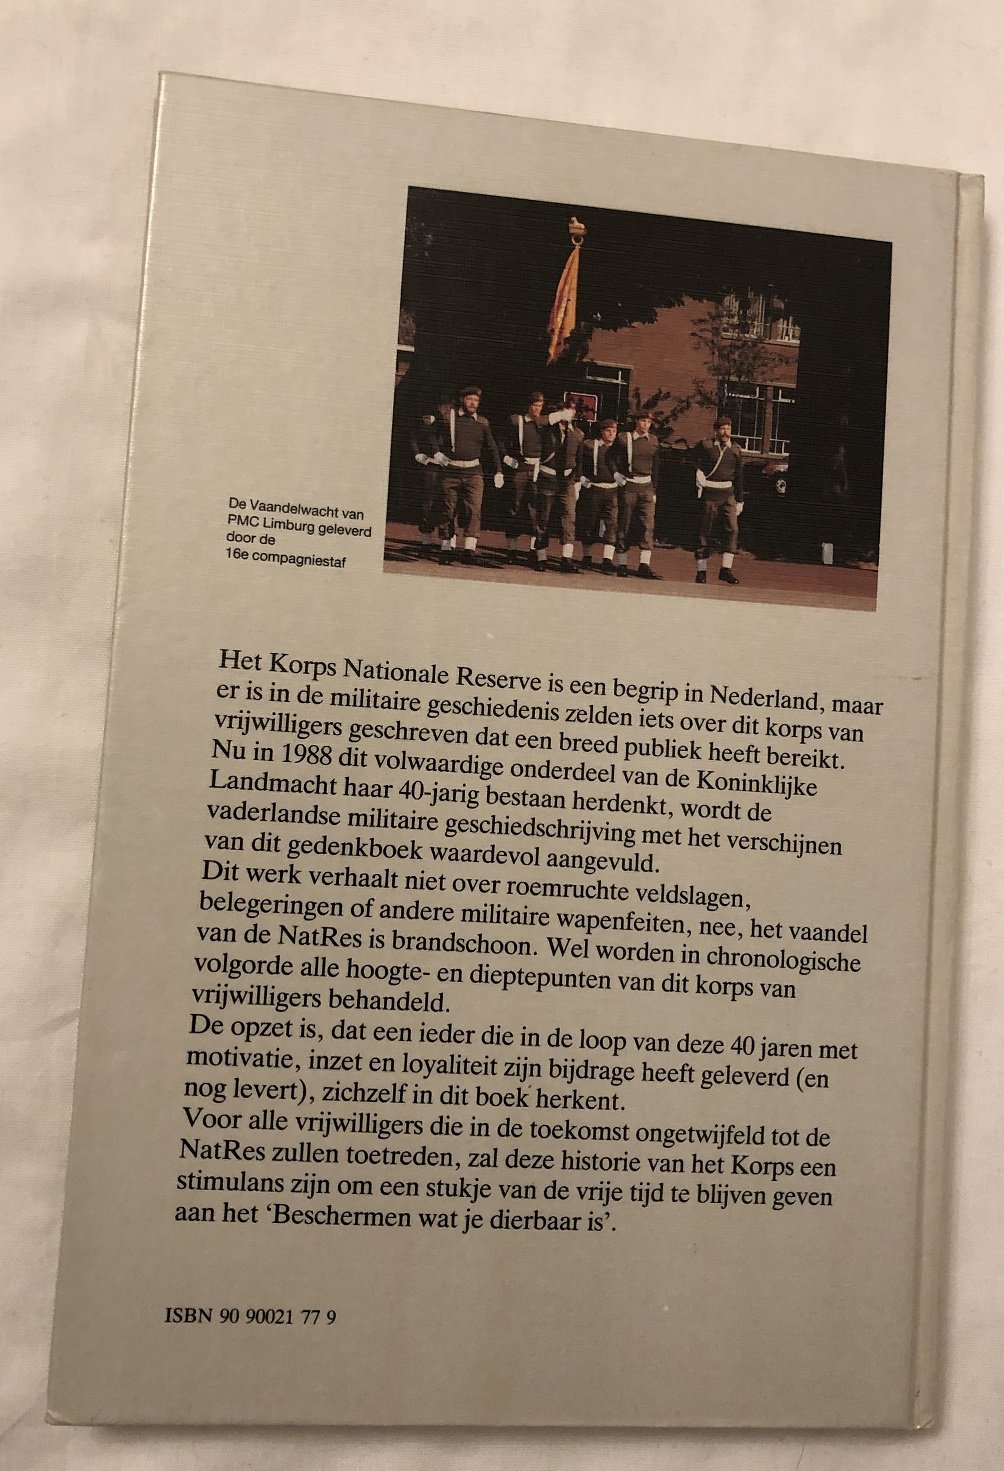 De Vaandelwacht van
PMC Limburg geleverd
door de
16e compagniestaf
Het Korps Nationale Reserve is een begrip in Nederland, maar
er is in de militaire geschiedenis zelden iets over dit korps van
vrijwilligers geschreven dat een breed publiek heeft bereikt.
Nu in 1988 dit volwaardige onderdeel van de Koninklijke
Landmacht haar 40-jarig bestaan herdenkt, wordt de
vaderlandse militaire geschiedschrijving met het verschijnen
van dit gedenkboek waardevol aangevuld.
Dit werk verhaalt niet over roemruchte veldslagen,
belegeringen of andere militaire wapenfeiten, nee, het vaandel
van de NatRes is brandschoon. Wel worden in chronologische
volgorde alle hoogte- en dieptepunten van dit korps van
vrijwilligers behandeld.
De opzet is, dat een ieder die in de loop van deze 40 jaren met
motivatie, inzet en loyaliteit zijn bijdrage heeft geleverd (en
nog levert), zichzelf in dit boek herkent.
Voor alle vrijwilligers die in de toekomst ongetwijfeld tot de
NatRes zullen toetreden, zal deze historie van het Korps een
stimulans zijn om een stukje van de vrije tijd te blijven geven
aan het ‘Beschermen wat je dierbaar is’.
ISBN 90 90021 77 9